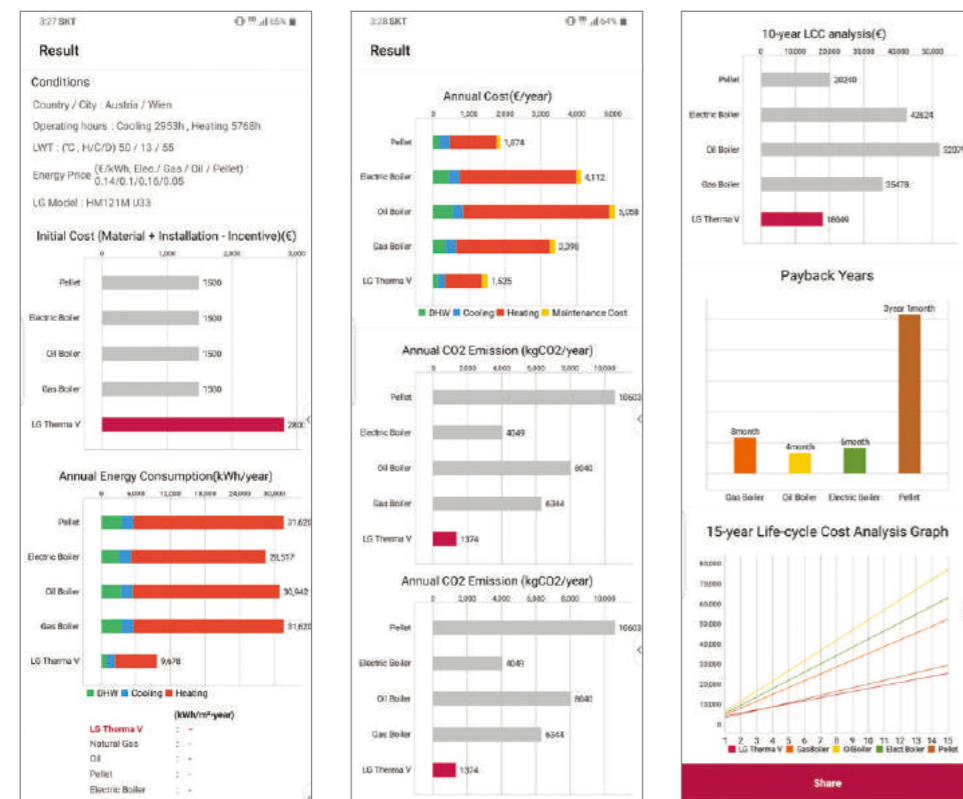 3:27 SKT
65%
Result
Conditions
Country / City : Austria / Wien
Operating hours : Cooling 2953h , Heating 5768h
LWT : (℃ , H/C/D) 50 / 13 / 55
Energy Price (€/kWh, Elec./ Gas / Oil / Pellet) :
0.14/0.1/0.16/0.05
LG Model : HM121M U33
Initial Cost (Material + Installation - Incentive)(€)
0 1,000 2,000 3,000
Pellet 1500
Electric Boiler 1500
Oil Boiler 1500
Gas Boiler 1500
LG Therma V 2800
Annual Energy Consumption(kWh/year)
0 6,000 12,000 18,000 24,000 30,000
Pellet 31,620
Electric Boiler 28,517
Oil Boiler 30,942
Gas Boiler 31,620
LG Therma V 9,678
DHW Cooling Heating
(kWh/m²·year)
LG Therma V : -
Natural Gas : -
Oil : -
Pellet : -
Electric Boiler : -
3:28 SKT
64%
Result
Annual Cost(€/year)
0 1,000 2,000 3,000 4,000 5,000
Pellet 1,874
Electric Boiler 4,112
Oil Boiler 5,058
Gas Boiler 3,398
LG Therma V 1,525
DHW Cooling Heating Maintenance Cost
Annual CO2 Emission (kgCO2/year)
0 2,000 4,000 6,000 8,000 10,000
Pellet 10603
Electric Boiler 4049
Oil Boiler 8040
Gas Boiler 6344
LG Therma V 1374
Annual CO2 Emission (kgCO2/year)
0 2,000 4,000 6,000 8,000 10,000
Pellet 10603
Electric Boiler 4049
Oil Boiler 8040
Gas Boiler 6344
LG Therma V 1374
10-year LCC analysis(€)
0 10000 20000 30000 40000 50000
Pellet 20240
Electric Boiler 42624
Oil Boiler 52079
Gas Boiler 35478
LG Therma V 18049
Payback Years
3year 1month
8month
4month
6month
Gas Boiler Oil Boiler Electric Boiler Pellet
15-year Life-cycle Cost Analysis Graph
80,000
70,000
60,000
50,000
40,000
30,000
20,000
10,000
0
1 2 3 4 5 6 7 8 9 10 11 12 13 14 15
LG Therma V GasBoiler OilBoiler Elect Boiler Pellet
Share